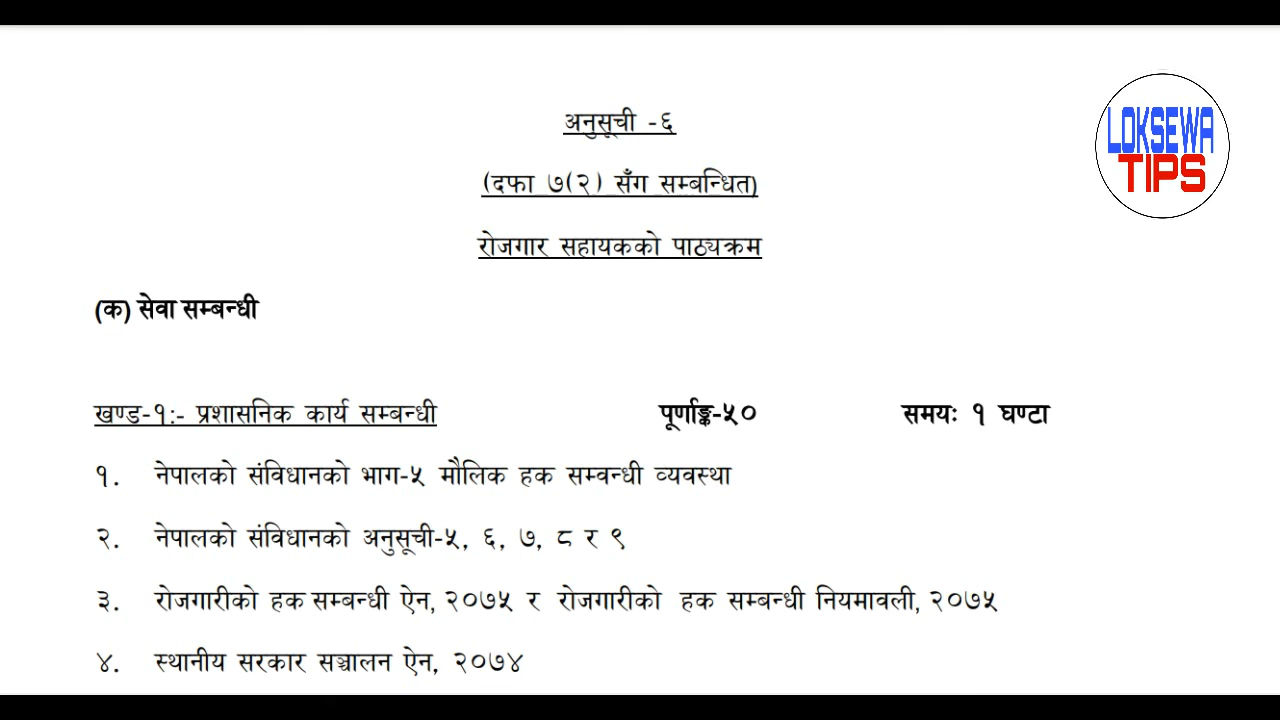 अनुसूची -६
LOKSEWA
TIPS
(दफा ७(२) सँग सम्बन्धित)
रोजगार सहायकको पाठ्यक्रम
(क) सेवा सम्बन्धी
खण्ड-१:- प्रशासनिक कार्य सम्बन्धी पूर्णाङ्क-५० समयः १ घण्टा
१. नेपालको संविधानको भाग-५ मौलिक हक सम्वन्धी व्यवस्था
२. नेपालको संविधानको अनुसूची-५, ६, ७, ८ र ९
३. रोजगारीको हक सम्बन्धी ऐन, २०७५ र रोजगारीको हक सम्बन्धी नियमावली, २०७५
४. स्थानीय सरकार सञ्चालन ऐन, २०७४